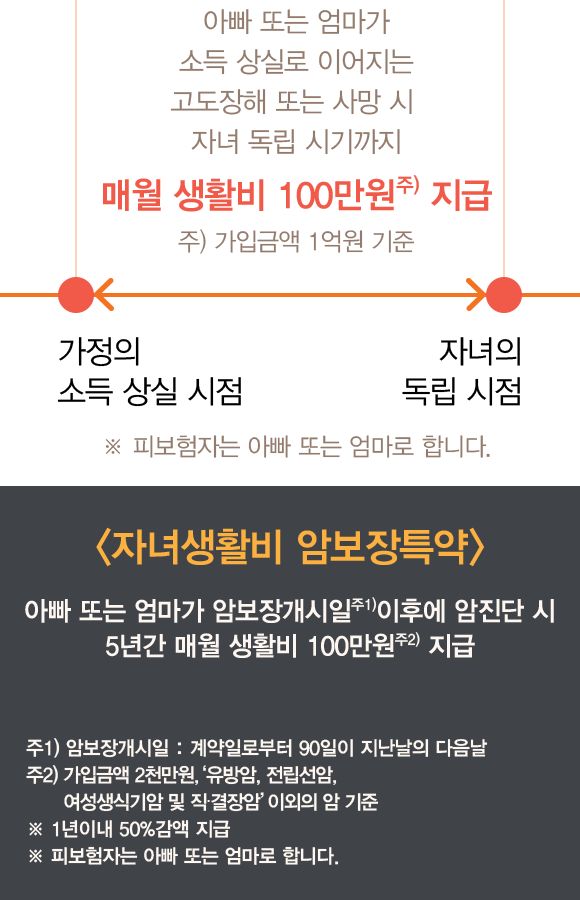 아빠 또는 엄마가
소득 상실로 이어지는
고도장해 또는 사망 시
자녀 독립 시기까지
매월 생활비 100만원주) 지급
주) 가입금액 1억원 기준
가정의
소득 상실 시점
자녀의
독립 시점
※ 피보험자는 아빠 또는 엄마로 합니다.
<자녀생활비 암보장특약>
아빠 또는 엄마가 암보장개시일주1)이후에 암진단 시
5년간 매월 생활비 100만원주2) 지급
주1) 암보장개시일 : 계약일로부터 90일이 지난날의 다음날
주2) 가입금액 2천만원, ‘유방암, 전립선암,
여성생식기암 및 직·결장암’ 이외의 암 기준
※ 1년이내 50%감액 지급
※ 피보험자는 아빠 또는 엄마로 합니다.